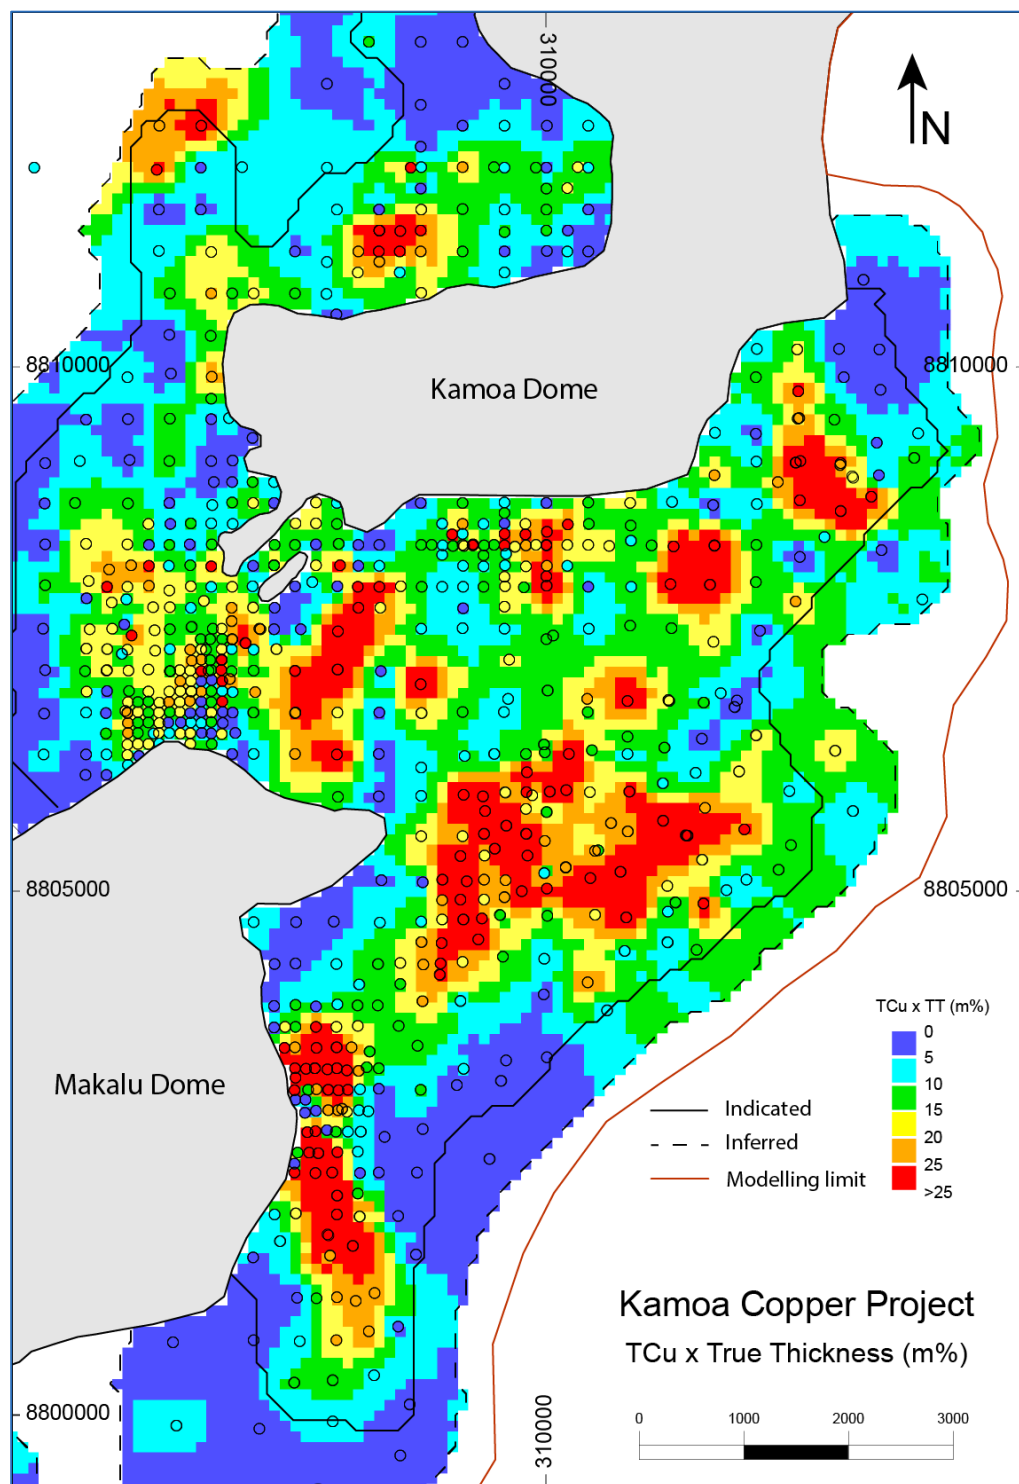 310000
N
8810000
8810000
Kamoa Dome
8805000
8805000
Makalu Dome
TCu x TT (m%)
0
5
10
15
20
25
>25
Indicated
Inferred
Modelling limit
Kamoa Copper Project
TCu x True Thickness (m%)
8800000
310000
0 1000 2000 3000